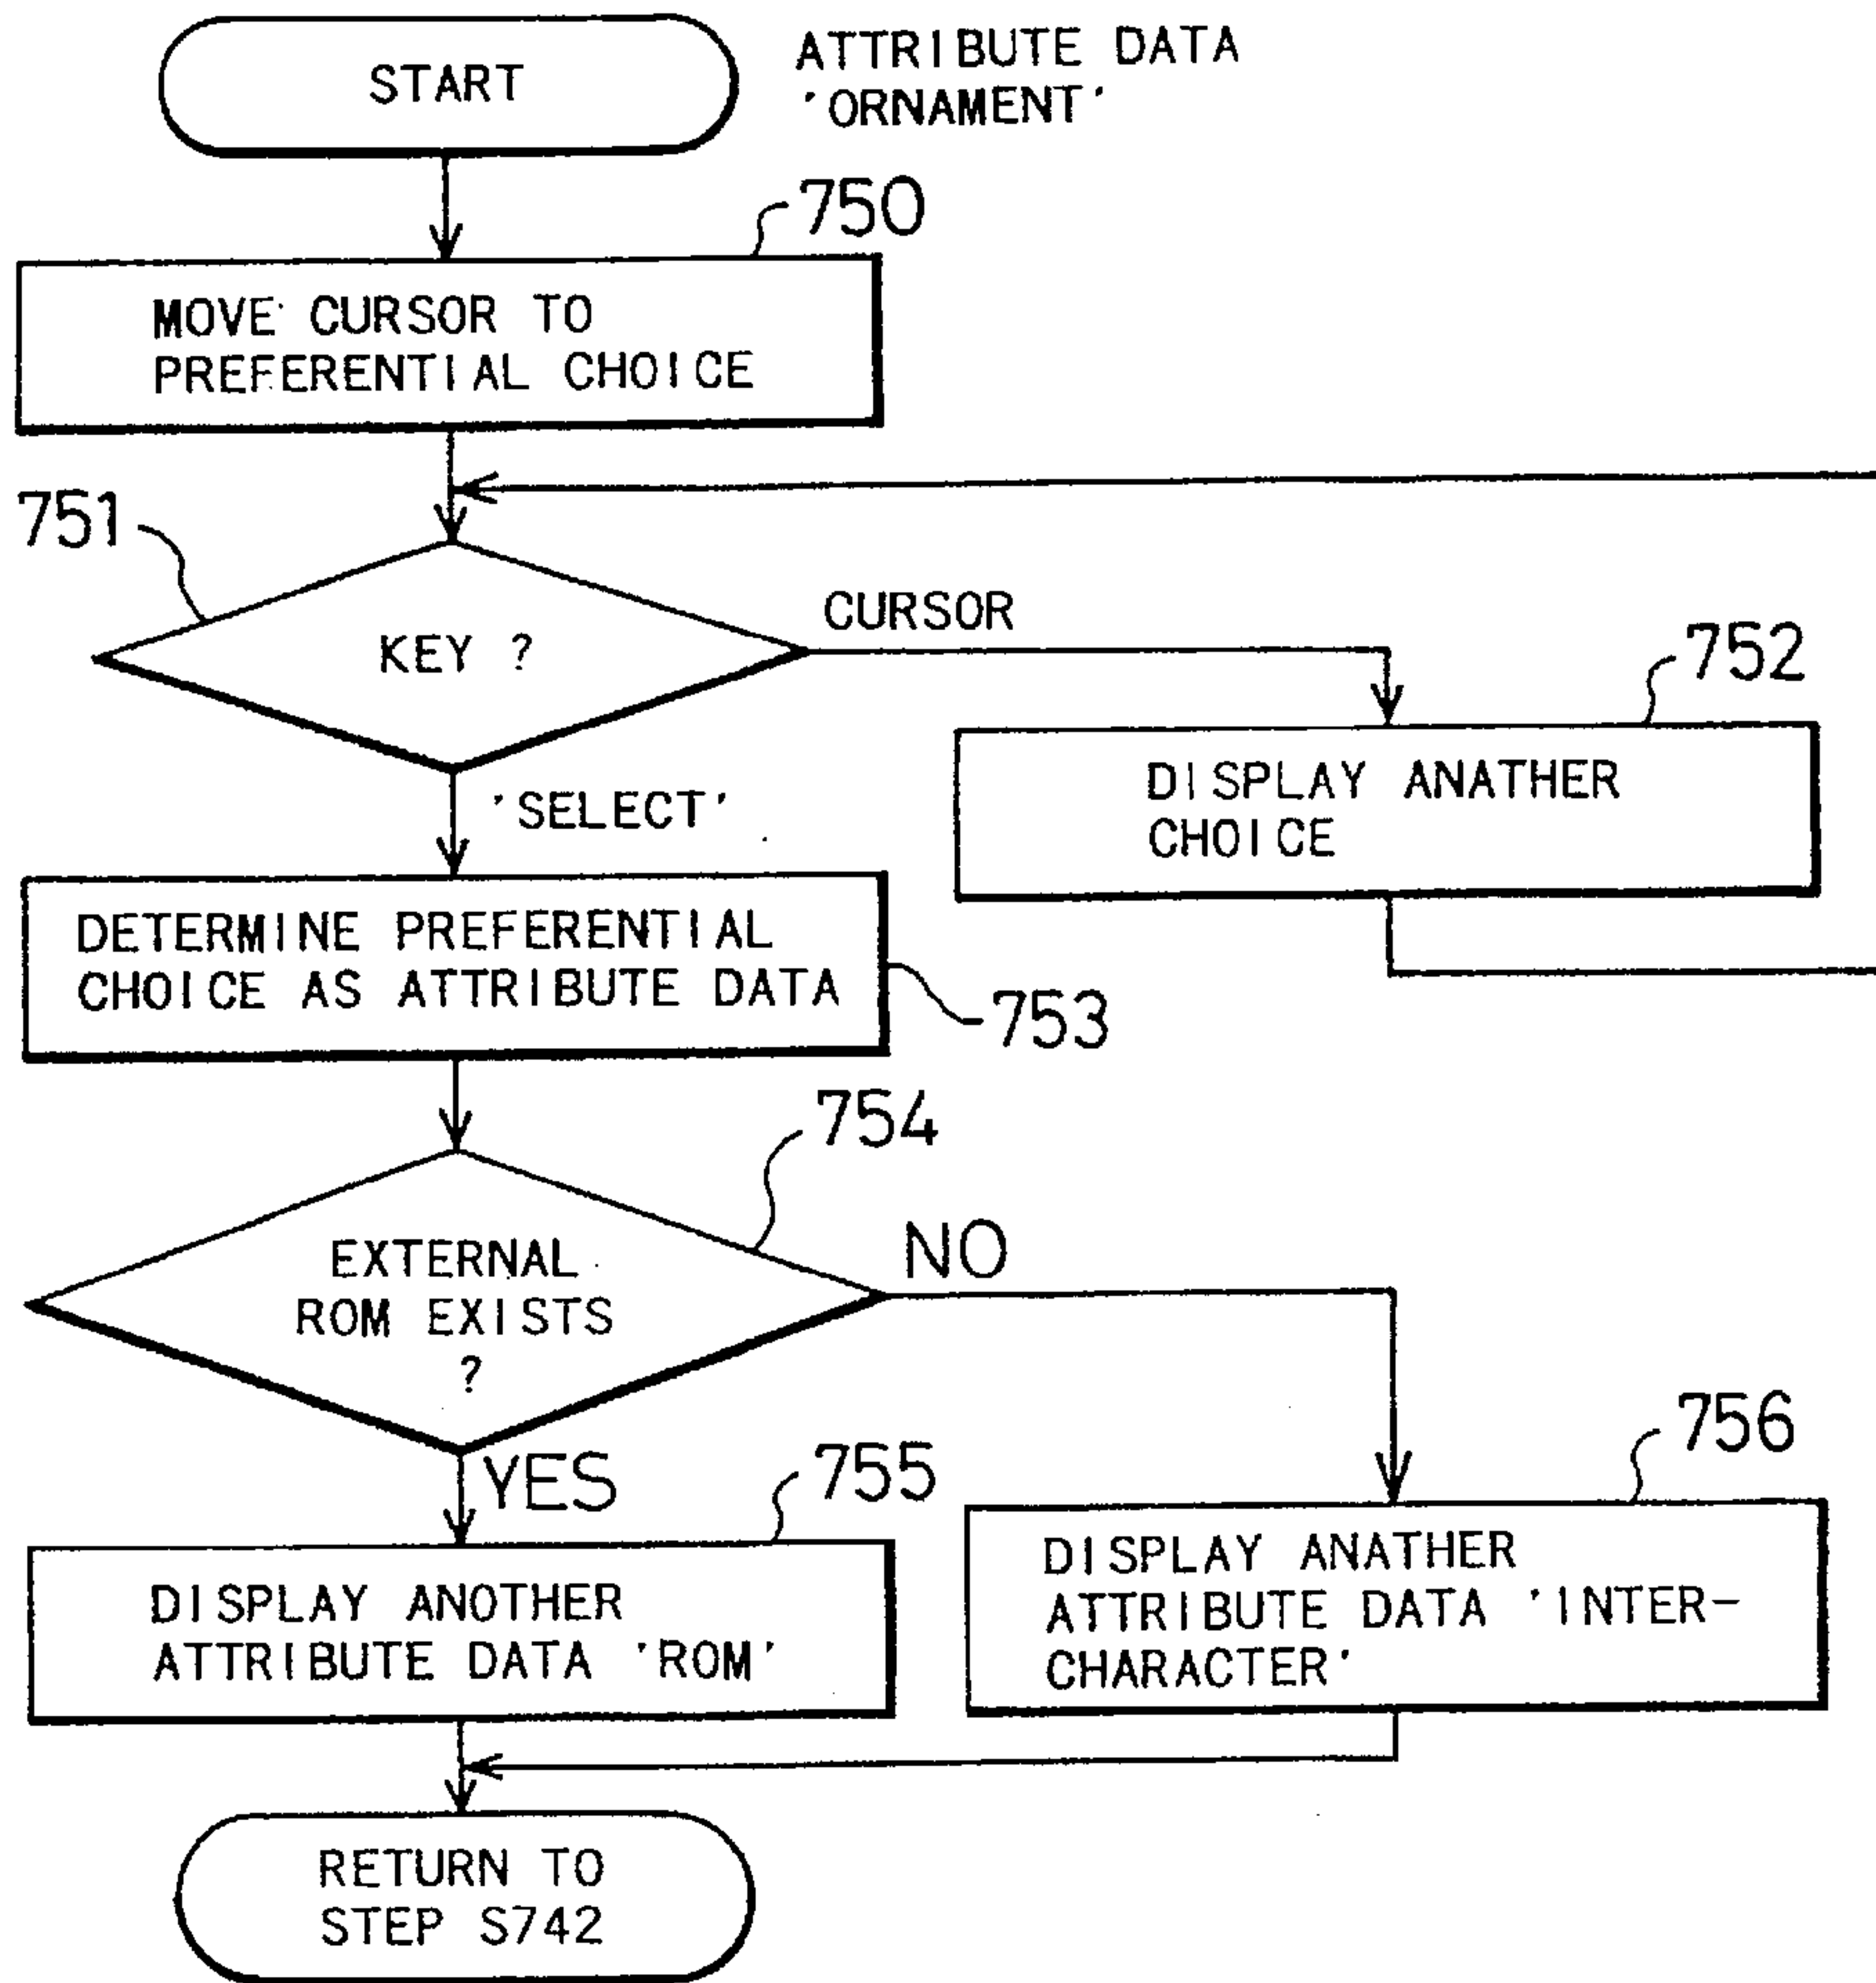 START
ATTRIBUTE DATA
'ORNAMENT'
750
MOVE CURSOR TO
PREFERENTIAL CHOICE
751
KEY ?
CURSOR
752
DISPLAY ANATHER
CHOICE
'SELECT'
DETERMINE PREFERENTIAL
CHOICE AS ATTRIBUTE DATA
753
754
EXTERNAL
ROM EXISTS
?
NO
YES
755
756
DISPLAY ANOTHER
ATTRIBUTE DATA 'ROM'
DISPLAY ANATHER
ATTRIBUTE DATA 'INTER-
CHARACTER'
RETURN TO
STEP S742